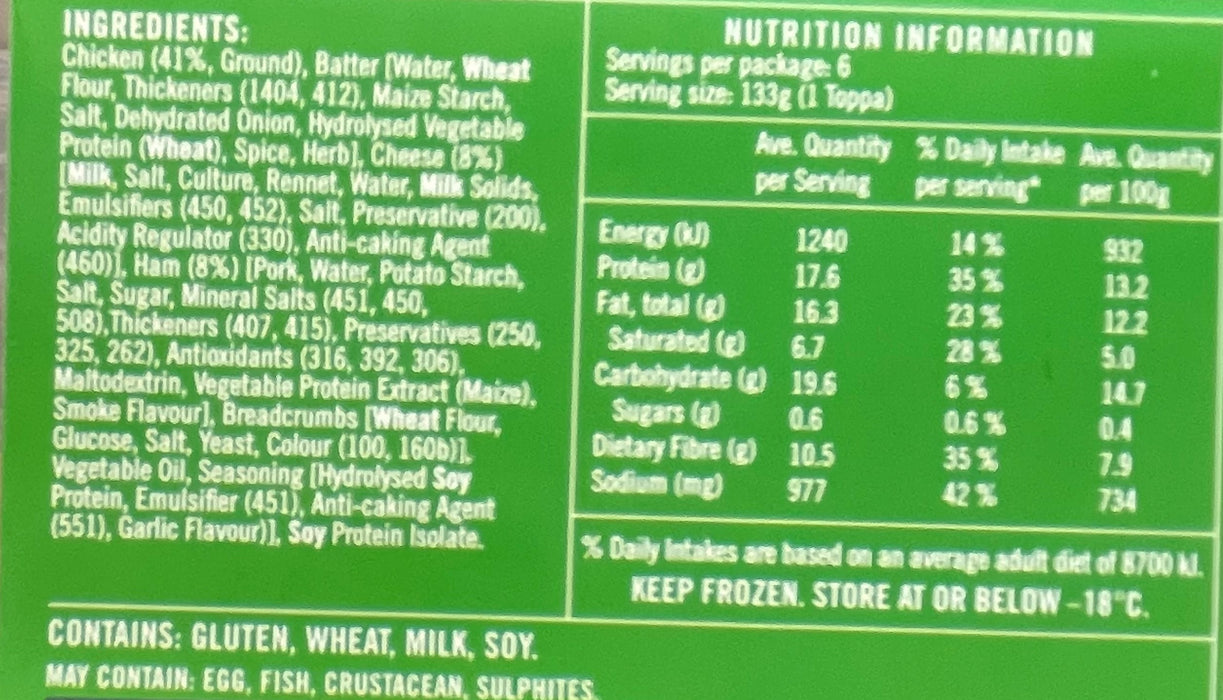 INGREDIENTS:
Chicken (41%, Ground), Batter [Water, Wheat
Flour, Thickeners (1404, 412), Maize Starch,
Salt, Dehydrated Onion, Hydrolysed Vegetable
Protein (Wheat), Spice, Herb], Cheese (8%)
[Milk, Salt, Culture, Rennet, Water, Milk Solids,
Emulsifiers (450, 452), Salt, Preservative (200),
Acidity Regulator (330), Anti-caking Agent
(460)], Ham (8%) [Pork, Water, Potato Starch,
Salt, Sugar, Mineral Salts (451, 450,
508),Thickeners (407, 415), Preservatives (250,
325, 262), Antioxidants (316, 392, 306),
Maltodextrin, Vegetable Protein Extract (Maize),
Smoke Flavour], Breadcrumbs [Wheat Flour,
Glucose, Salt, Yeast, Colour (100, 160b)],
Vegetable Oil, Seasoning [Hydrolysed Soy
Protein, Emulsifier (451), Anti-caking Agent
(551), Garlic Flavour)], Soy Protein Isolate.
CONTAINS: GLUTEN, WHEAT, MILK, SOY.
MAY CONTAIN: EGG, FISH, CRUSTACEAN, SULPHITES.
NUTRITION INFORMATION
Servings per package: 6
Serving size: 133g (1 Toppa)
Ave. Quantity % Daily Intake Ave. Quantity
per Serving per serving* per 100g
Energy (kJ) 1240 14 % 932
Protein (g) 17.6 35 % 13.2
Fat, total (g) 16.3 23 % 12.2
Saturated (g) 6.7 28 % 5.0
Carbohydrate (g) 19.6 6 % 14.7
Sugars (g) 0.6 0.6 % 0.4
Dietary Fibre (g) 10.5 35 % 7.9
Sodium (mg) 977 42 % 734
% Daily Intakes are based on an average adult diet of 8700 kJ.
KEEP FROZEN. STORE AT OR BELOW -18°C.